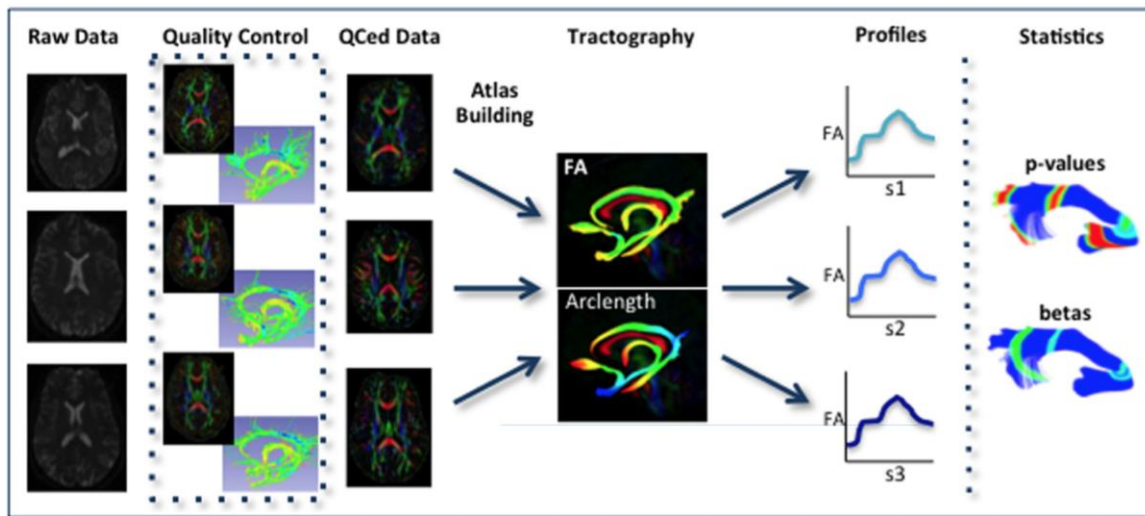 Raw Data
Quality Control
QCed Data
Tractography
Profiles
Statistics
Atlas
Building
FA
Arclength
FA
s1
FA
s2
FA
s3
p-values
betas